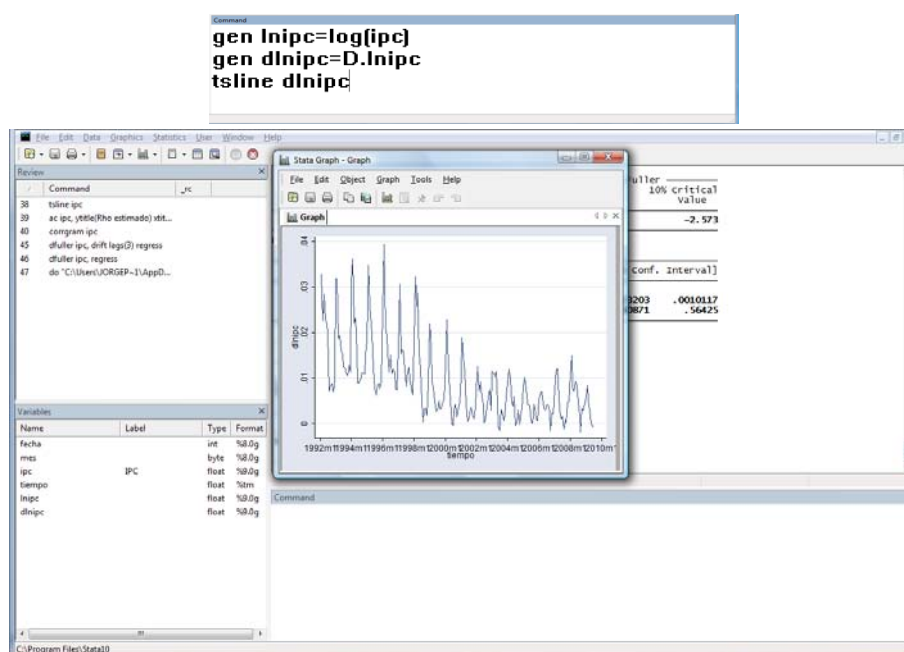 Command
gen lnipc=log(ipc)
gen dlnipc=D.lnipc
tsline dlnipc
File Edit Data Graphics Statistics User Window Help
Review
Command _rc
38 tsline ipc
39 ac ipc, ytitle(Rho estimado) xtit...
40 corrgram ipc
45 dfuller ipc, drift lags(3) regress
46 dfuller ipc, regress
47 do "C:\Users\JORGEP~1\AppD...
Variables
Name Label Type Format
fecha int %8.0g
mes byte %8.0g
ipc IPC float %9.0g
tiempo float %tm
lnipc float %9.0g
dlnipc float %9.0g
Stata Graph - Graph
File Edit Object Graph Tools Help
Graph
.04
.03
.02
.01
0
dlnipc
1992m1 1994m1 1996m1 1998m1 2000m1 2002m1 2004m1 2006m1 2008m1 2010m1
tiempo
uller
10% Critical
Value
-2.573
Conf. Interval]
3203 .0010117
0871 .56425
Command
C:\Program Files\Stata10